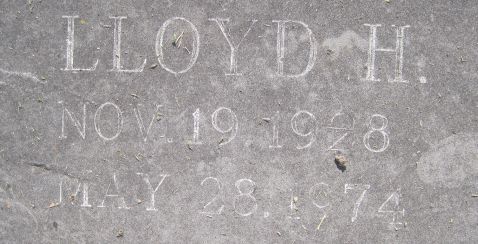 LLOYD H.
NOV. 19. 1928
MAY 28. 1974